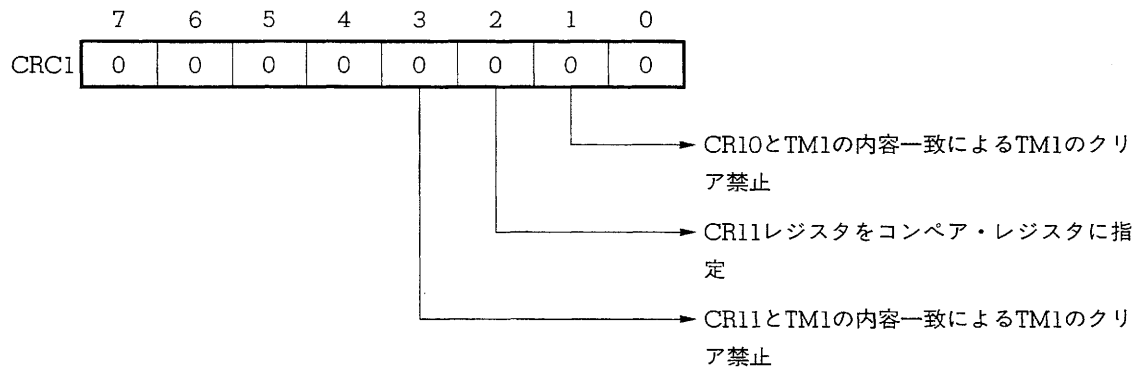 7 6 5 4 3 2 1 0
CRC1 0 0 0 0 0 0 0 0
CR10とTM1の内容一致によるTM1のクリ
ア禁止
CR11レジスタをコンペア・レジスタに指
定
CR11とTM1の内容一致によるTM1のクリ
ア禁止